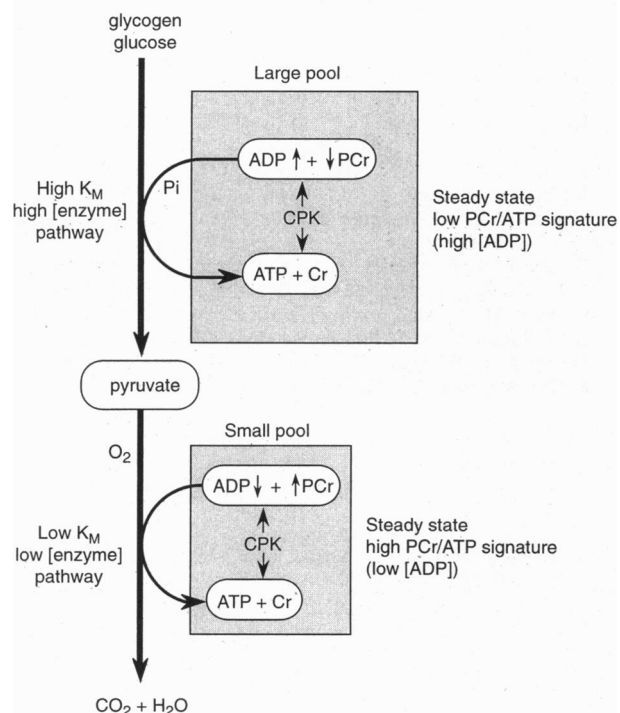 glycogen
glucose
Large pool
ADP ↑ + ↓ PCr
Pi
High K_M
high [enzyme]
pathway
CPK
Steady state
low PCr/ATP signature
(high [ADP])
ATP + Cr
pyruvate
Small pool
O₂
ADP ↓ + ↑ PCr
Low K_M
low [enzyme]
pathway
CPK
Steady state
high PCr/ATP signature
(low [ADP])
ATP + Cr
CO₂ + H₂O